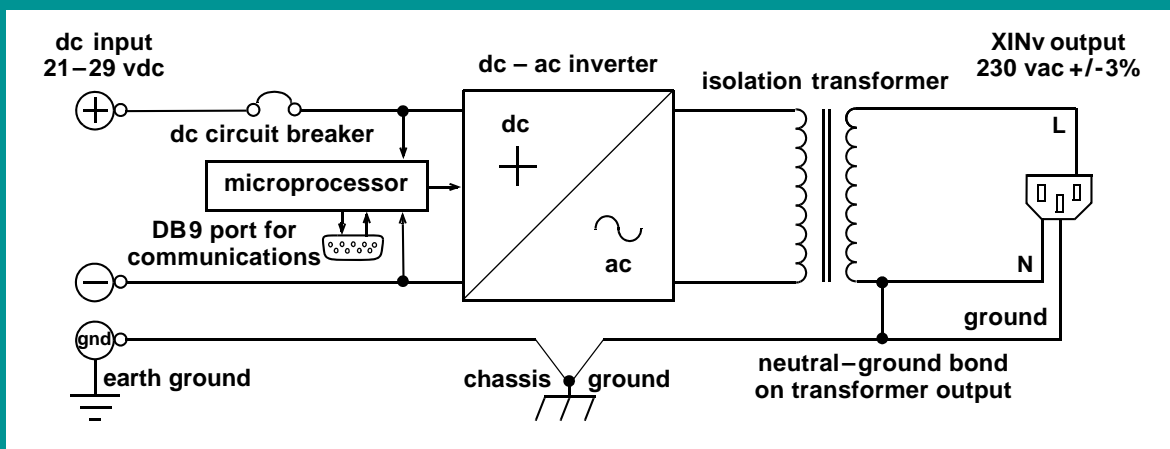 dc input
21–29 vdc
dc – ac inverter
isolation transformer
XINv output
230 vac +/-3%
dc circuit breaker
dc
L
microprocessor
DB9 port for
communications
ac
N
gnd
ground
earth ground
chassis ground
neutral–ground bond
on transformer output